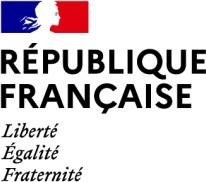 RÉPUBLIQUE
FRANÇAISE
Liberté
Égalité
Fraternité